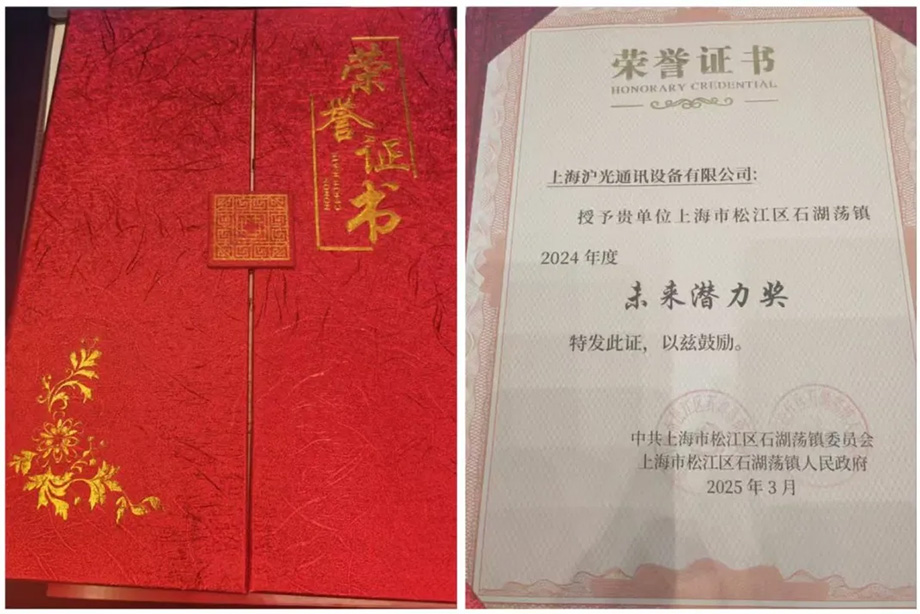 荣誉证书
荣誉证书
HONORARY CREDENTIAL
上海沪光通讯设备有限公司:
授予贵单位上海市松江区石湖荡镇
2024 年度
未来潜力奖
特发此证，以兹鼓励。
中共上海市松江区石湖荡镇委员会
上海市松江区石湖荡镇人民政府
2025 年 3 月